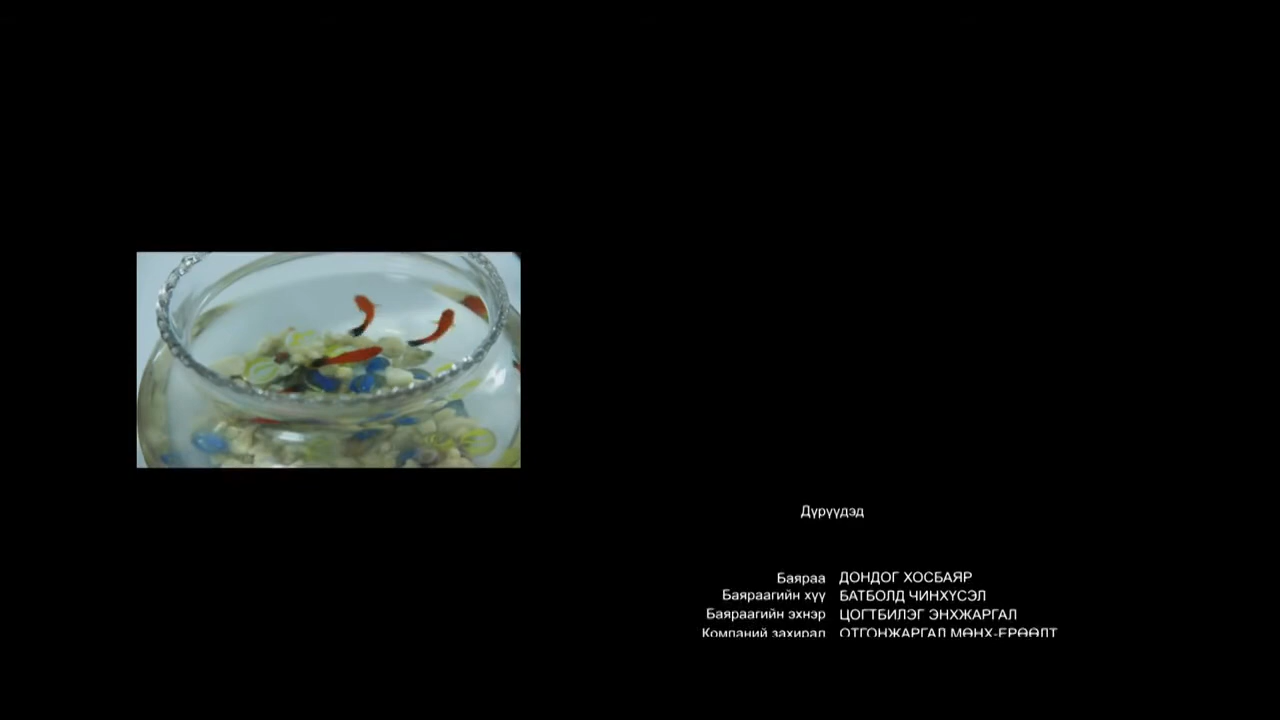 Дүрүүдэд
Баяраа ДОНДОГ ХОСБАЯР
Баяраагийн хүү БАТБОЛД ЧИНХҮСЭЛ
Баяраагийн эхнэр ЦОГТБИЛЭГ ЭНХЖАРГАЛ
Компаний захирал ОТГОНЖАРГАЛ МӨНХ-ЕРӨӨЛТ